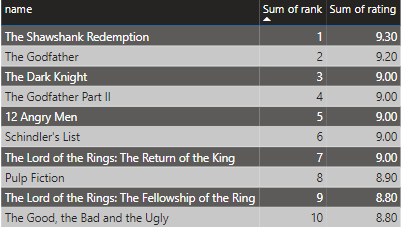 name Sum of rank Sum of rating
The Shawshank Redemption 1 9.30
The Godfather 2 9.20
The Dark Knight 3 9.00
The Godfather Part II 4 9.00
12 Angry Men 5 9.00
Schindler's List 6 9.00
The Lord of the Rings: The Return of the King 7 9.00
Pulp Fiction 8 8.90
The Lord of the Rings: The Fellowship of the Ring 9 8.80
The Good, the Bad and the Ugly 10 8.80